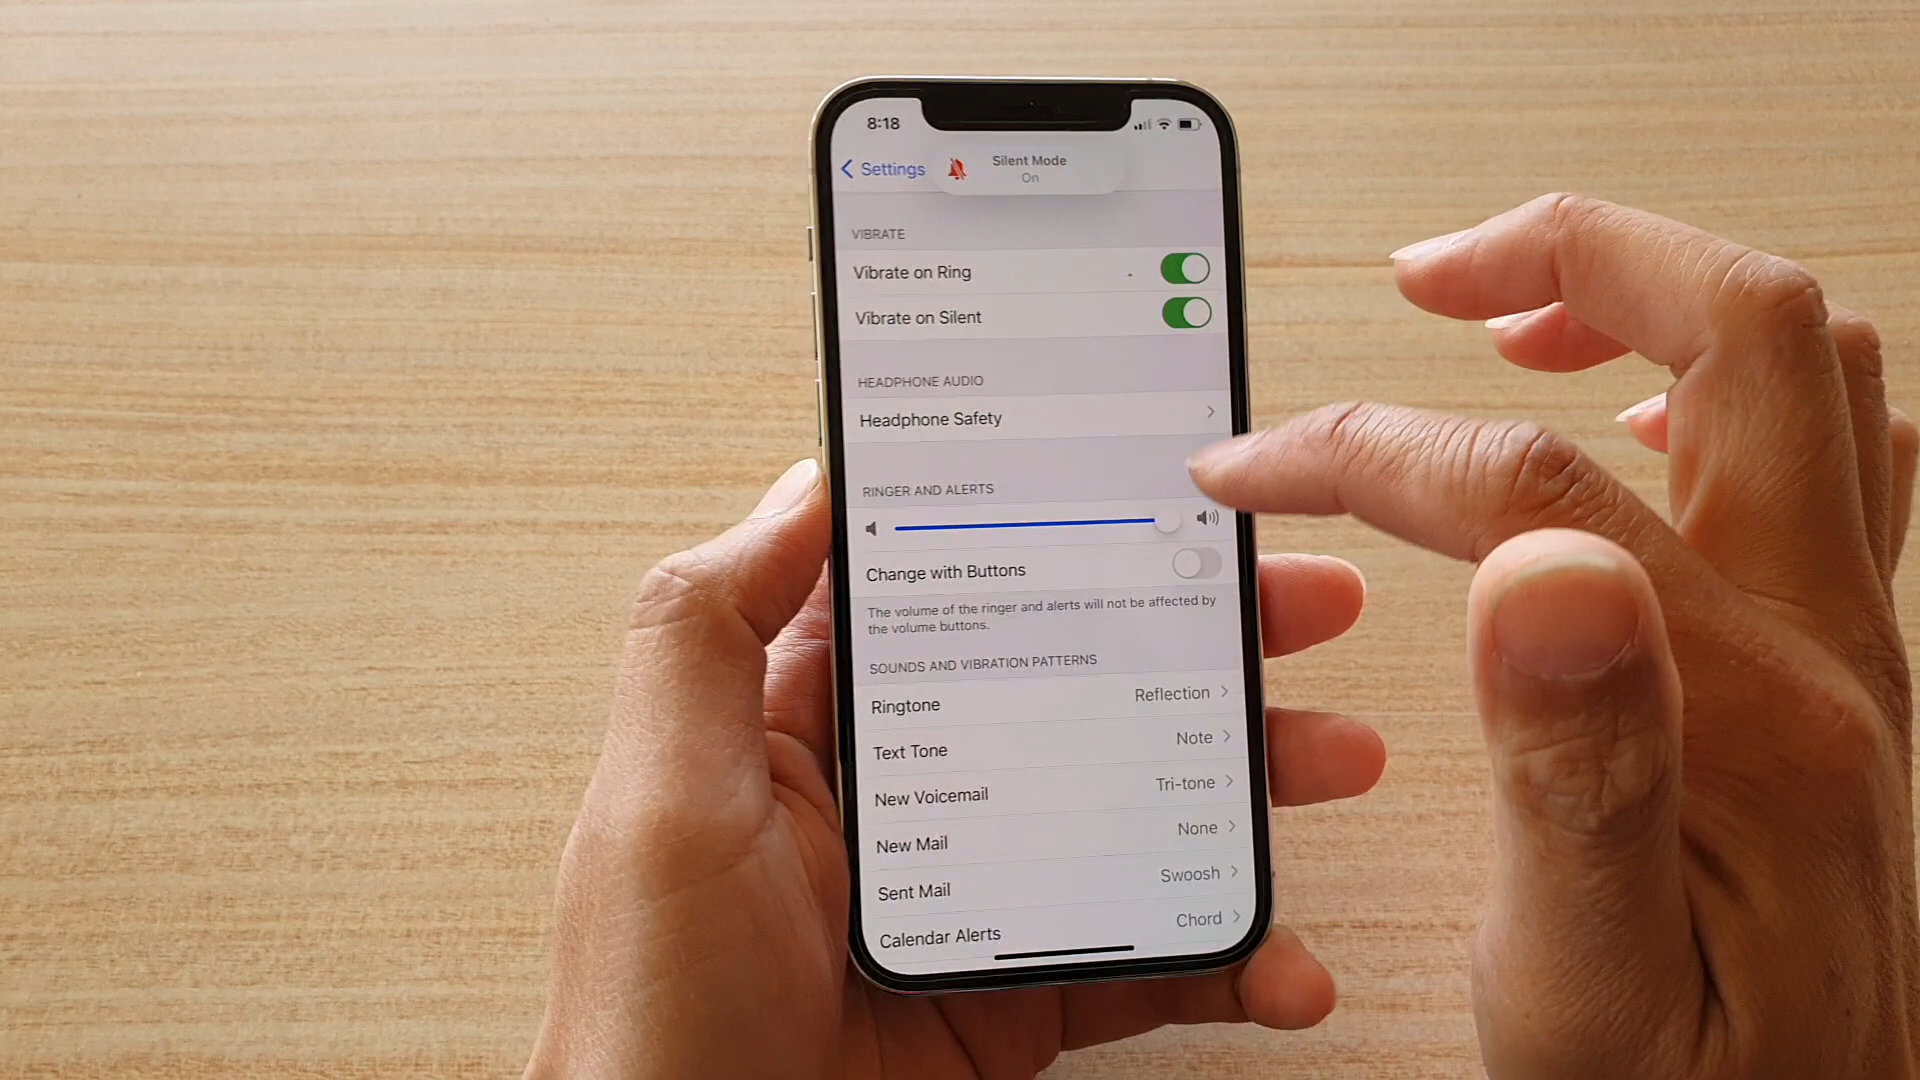 8:18
Settings
Silent Mode
On
VIBRATE
Vibrate on Ring
Vibrate on Silent
HEADPHONE AUDIO
Headphone Safety
RINGER AND ALERTS
Change with Buttons
The volume of the ringer and alerts will not be affected by
the volume buttons.
SOUNDS AND VIBRATION PATTERNS
Ringtone Reflection
Text Tone Note
New Voicemail Tri-tone
New Mail None
Sent Mail Swoosh
Calendar Alerts Chord